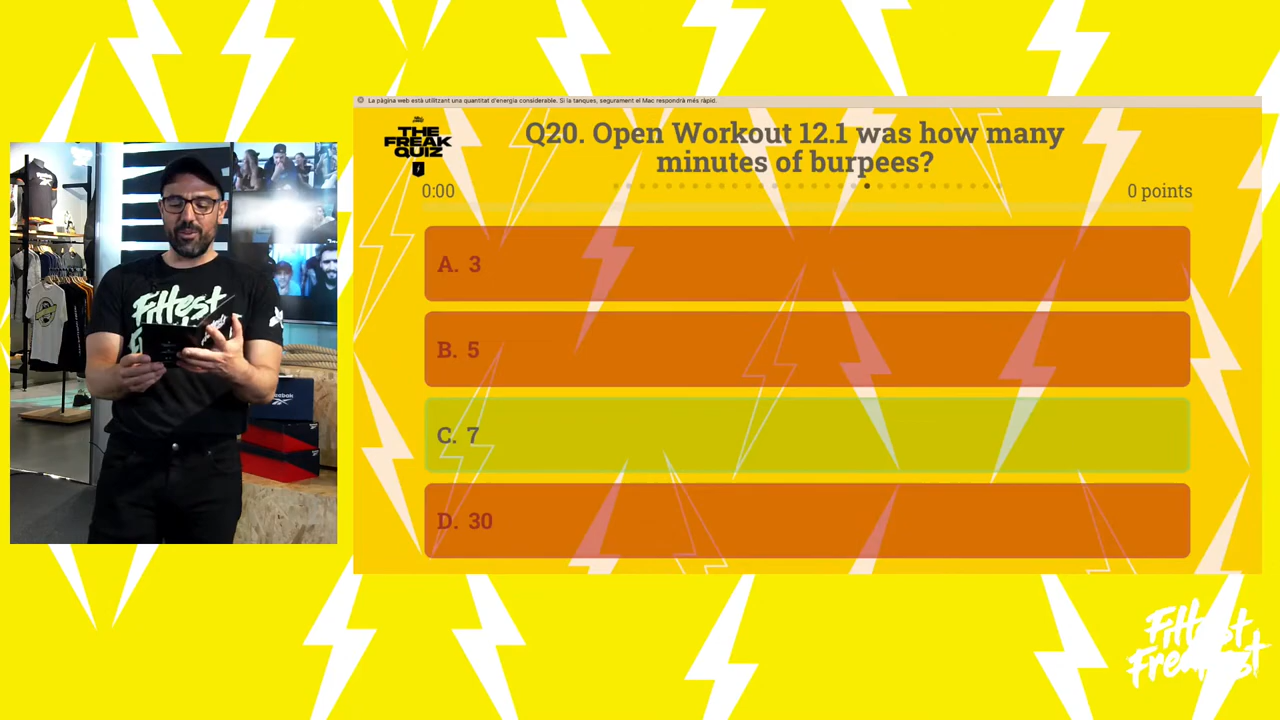 La pàgina web està utilitzant una quantitat d'energia considerable. Si la tanques, segurament el Mac respondrà més ràpid.
THE
FREAK
QUIZ
Q20. Open Workout 12.1 was how many
minutes of burpees?
0:00
0 points
A. 3
B. 5
C. 7
D. 30
Fittest
Reebok
Fittest
Freakest